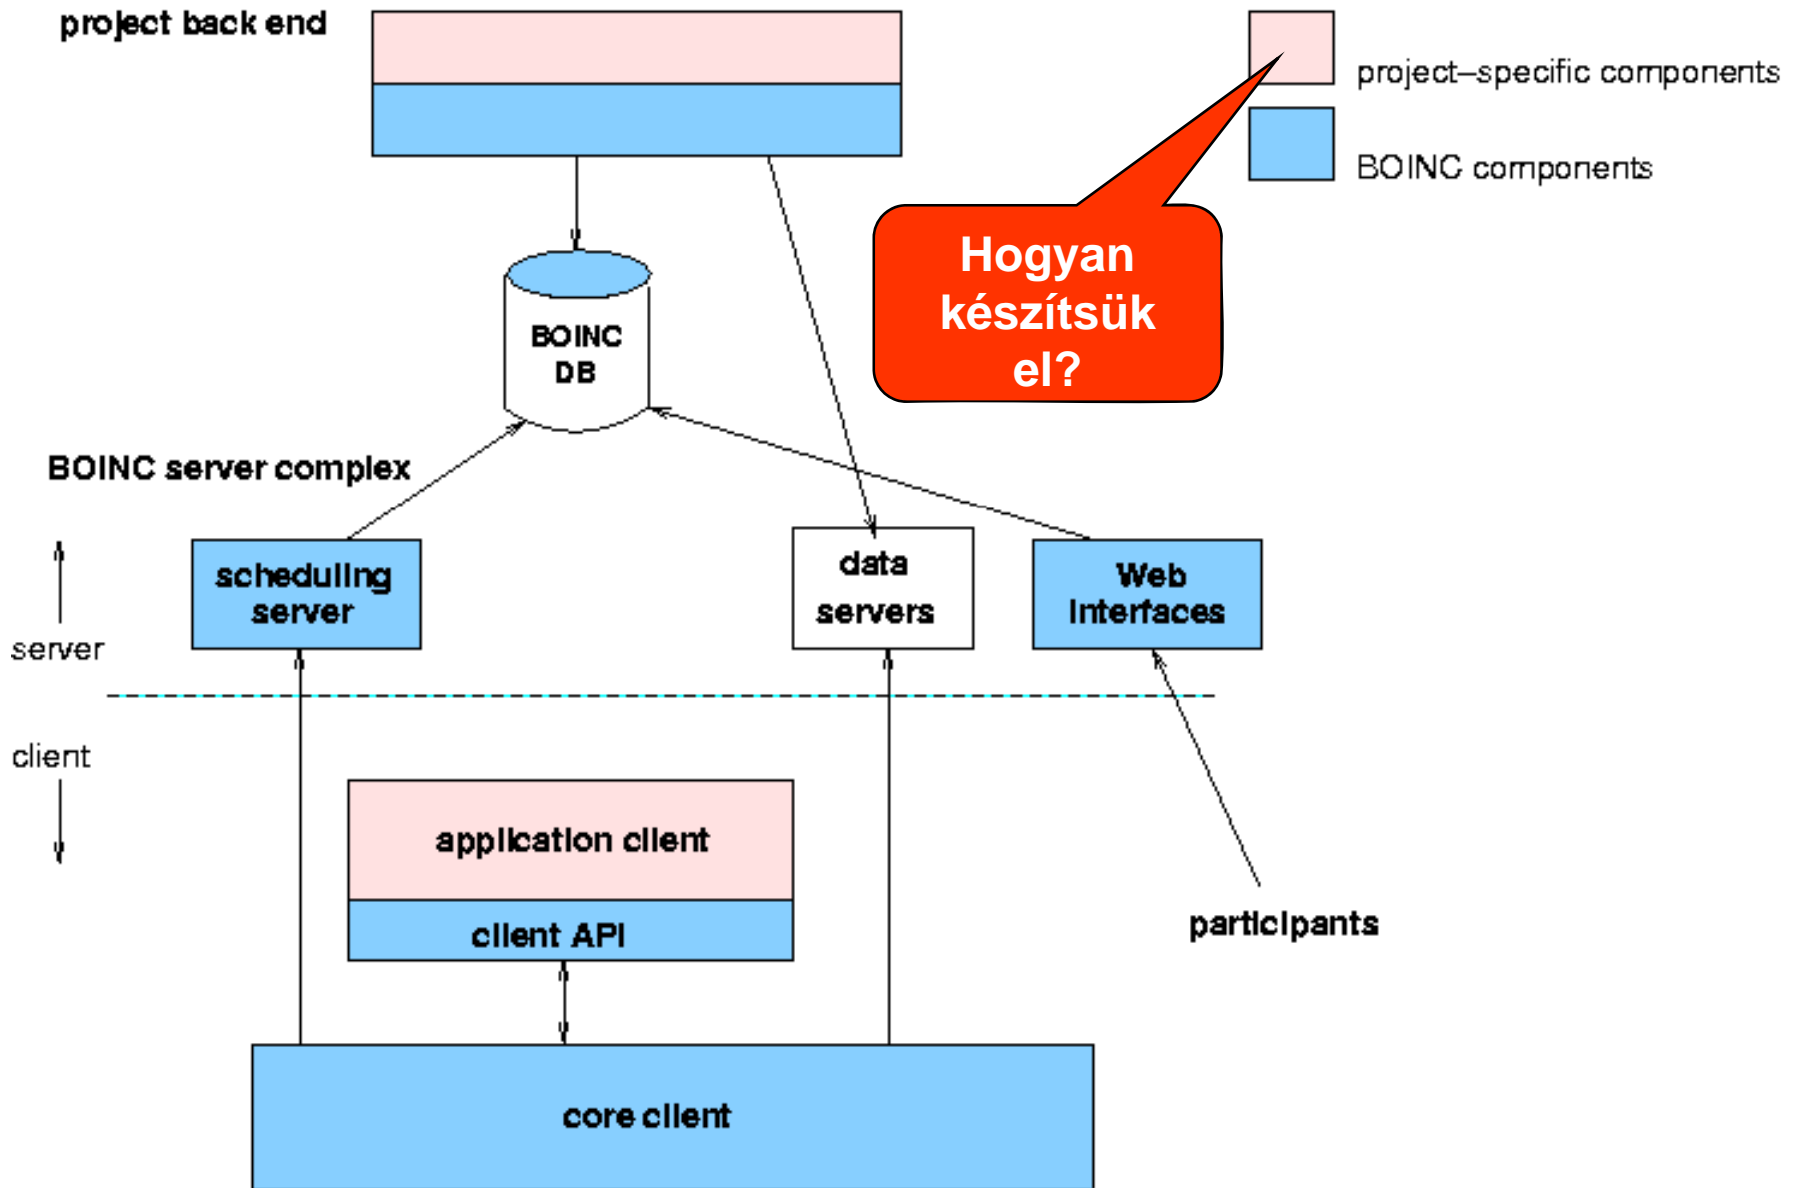 project back end
project–specific components
BOINC components
Hogyan
készítsük
el?
BOINC
DB
BOINC server complex
scheduling
server
data
servers
Web
Interfaces
server
client
application client
client API
participants
core client